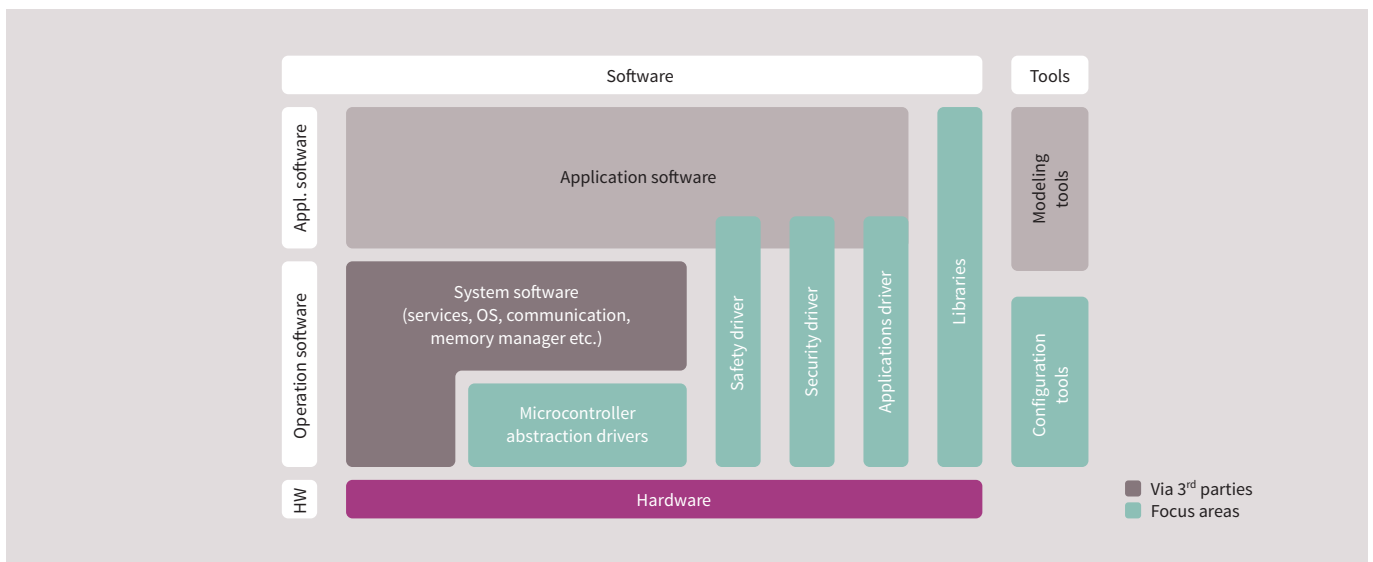 Software
Tools
Appl. software
Application software
Modeling
tools
Operation software
System software
(services, OS, communication,
memory manager etc.)
Microcontroller
abstraction drivers
Safety driver
Security driver
Applications driver
Libraries
Configuration
tools
HW
Hardware
Via 3rd parties
Focus areas